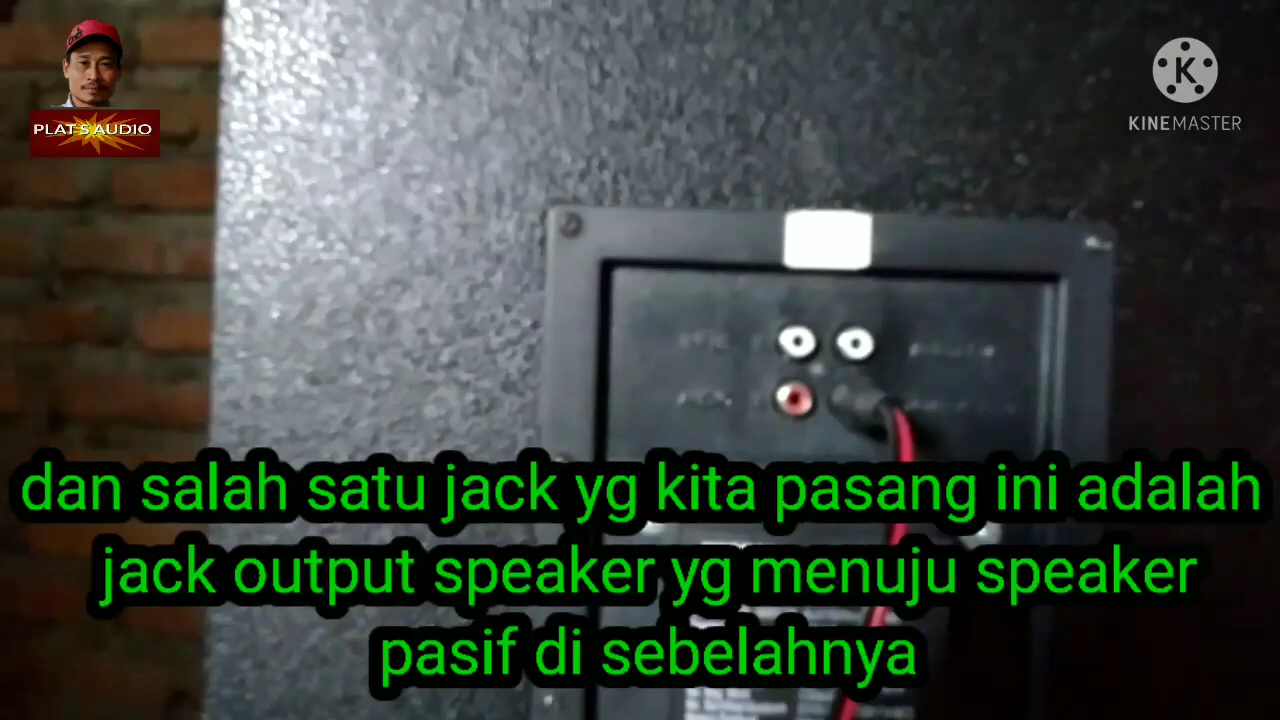 PLAT'S AUDIO
K
KINEMASTER
dan salah satu jack yg kita pasang ini adalah
jack output speaker yg menuju speaker
pasif di sebelahnya